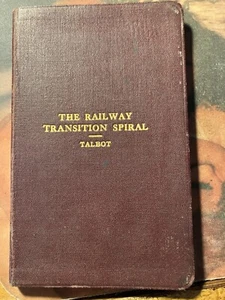 THE RAILWAY
TRANSITION SPIRAL
TALBOT